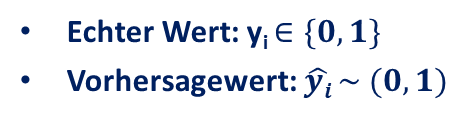 • Echter Wert: yᵢ ∈ {0, 1}
• Vorhersagewert: ŷᵢ ~ (0, 1)